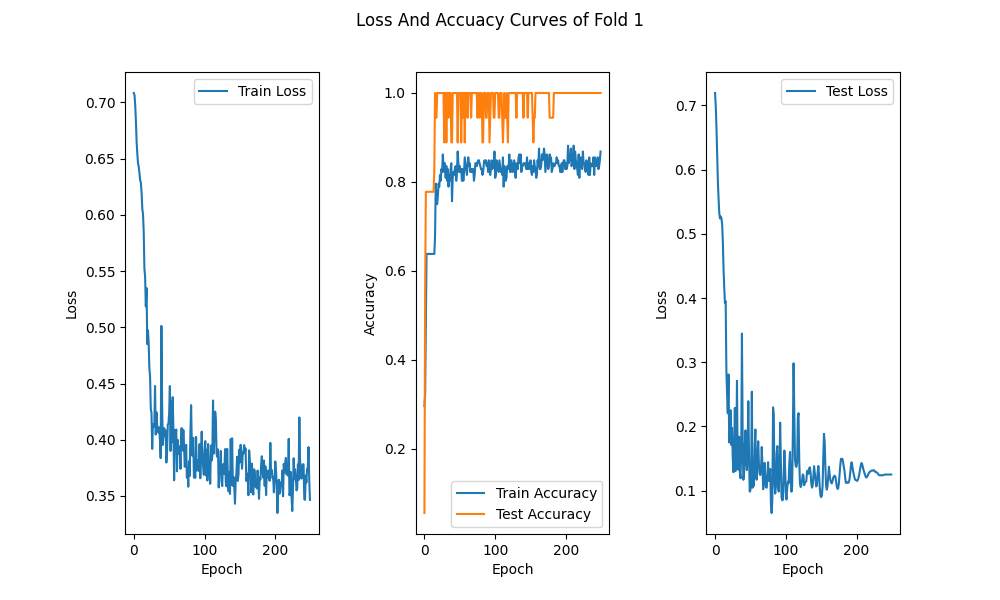 Loss And Accuacy Curves of Fold 1
Train Loss
0.70
0.65
0.60
0.55
0.50
0.45
0.40
0.35
Loss
0
100
200
Epoch
1.0
0.8
0.6
0.4
0.2
Accuracy
Train Accuracy
Test Accuracy
0
100
200
Epoch
Test Loss
0.7
0.6
0.5
0.4
0.3
0.2
0.1
Loss
0
100
200
Epoch